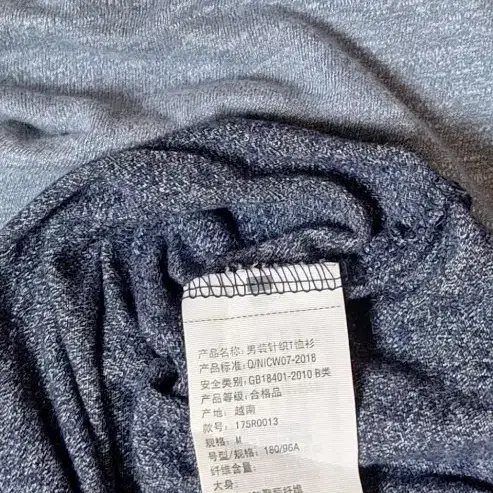 产品名称: 男装针织T恤衫
产品标准: Q/NICW07-2018
安全类别: GB18401-2010 B类
产品等级: 合格品
产地: 越南
款号: 175R0013
规格: M
号型/规格: 180/96A
纤维含量:
大身: